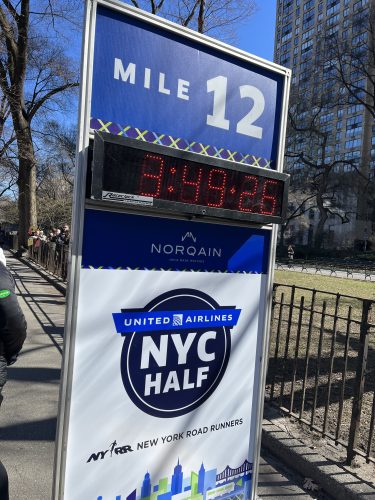 MILE 12
3:49:26
NORQAIN
UNITED AIRLINES
NYC
HALF
NYRR NEW YORK ROAD RUNNERS